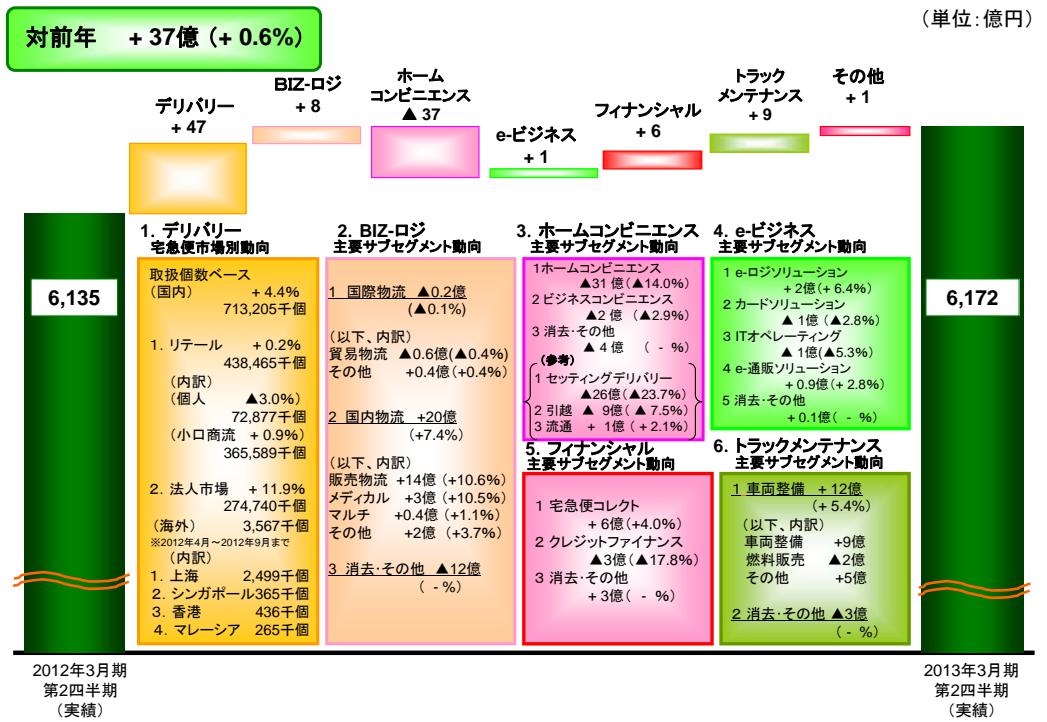 (単位：億円)
対前年　+ 37億 (+ 0.6%)
デリバリー
+ 47
BIZ-ロジ
+ 8
ホーム
コンビニエンス
▲ 37
e-ビジネス
+ 1
フィナンシャル
+ 6
トラック
メンテナンス
+ 9
その他
+ 1
6,135
1. デリバリー
宅急便市場別動向
取扱個数ベース
(国内)　+ 4.4%
713,205千個
1. リテール　+ 0.2%
438,465千個
(内訳)
(個人　▲3.0%)
72,877千個
(小口商流　+ 0.9%)
365,589千個
2. 法人市場　+ 11.9%
274,740千個
(海外)　3,567千個
※2012年4月～2012年9月まで
(内訳)
1. 上海　2,499千個
2. シンガポール365千個
3. 香港　436千個
4. マレーシア　265千個
2. BIZ-ロジ
主要サブセグメント動向
1 国際物流 ▲0.2億
(▲0.1%)
(以下、内訳)
貿易物流 ▲0.6億(▲0.4%)
その他　+0.4億(+0.4%)
2 国内物流 +20億
(+7.4%)
(以下、内訳)
販売物流 +14億 (+10.6%)
メディカル +3億 (+10.5%)
マルチ +0.4億 (+1.1%)
その他 +2億 (+3.7%)
3 消去・その他 ▲12億
( - %)
3. ホームコンビニエンス
主要サブセグメント動向
1ホームコンビニエンス
▲31 億(▲14.0%)
2 ビジネスコンビニエンス
▲2 億 (▲2.9%)
3 消去・その他
▲ 4 億 ( - %)
(参考)
1 セッティングデリバリー
▲26億(▲23.7%)
2 引越 ▲ 9億(▲ 7.5%)
3 流通 + 1億 (+ 2.1%)
4. e-ビジネス
主要サブセグメント動向
1 e-ロジソリューション
+ 2億(+ 6.4%)
2 カードソリューション
▲ 1億 (▲2.8%)
3 ITオペレーティング
▲ 1億(▲5.3%)
4 e-通販ソリューション
+ 0.9億(+ 2.8%)
5 消去・その他
+ 0.1億( - %)
5. フィナンシャル
主要サブセグメント動向
1 宅急便コレクト
+ 6億(+4.0%)
2 クレジットファイナンス
▲3億(▲17.8%)
3 消去・その他
+ 3億( - %)
6. トラックメンテナンス
主要サブセグメント動向
1 車両整備 + 12億
(+ 5.4%)
(以下、内訳)
車両整備 +9億
燃料販売 ▲2億
その他 +5億
2 消去・その他 ▲3億
( - %)
6,172
2012年3月期
第2四半期
(実績)
2013年3月期
第2四半期
(実績)